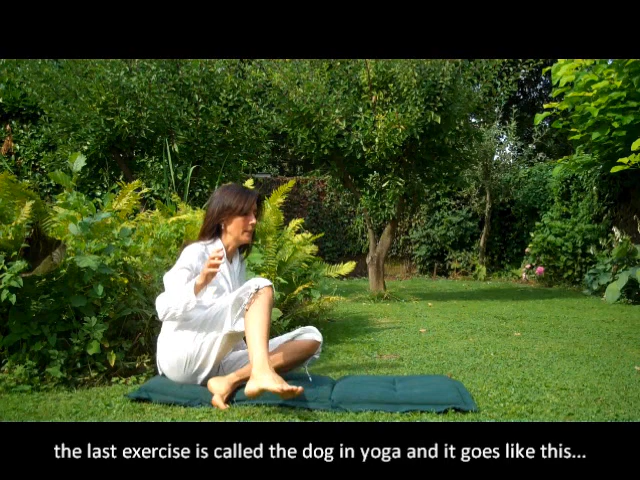 the last exercise is called the dog in yoga and it goes like this...